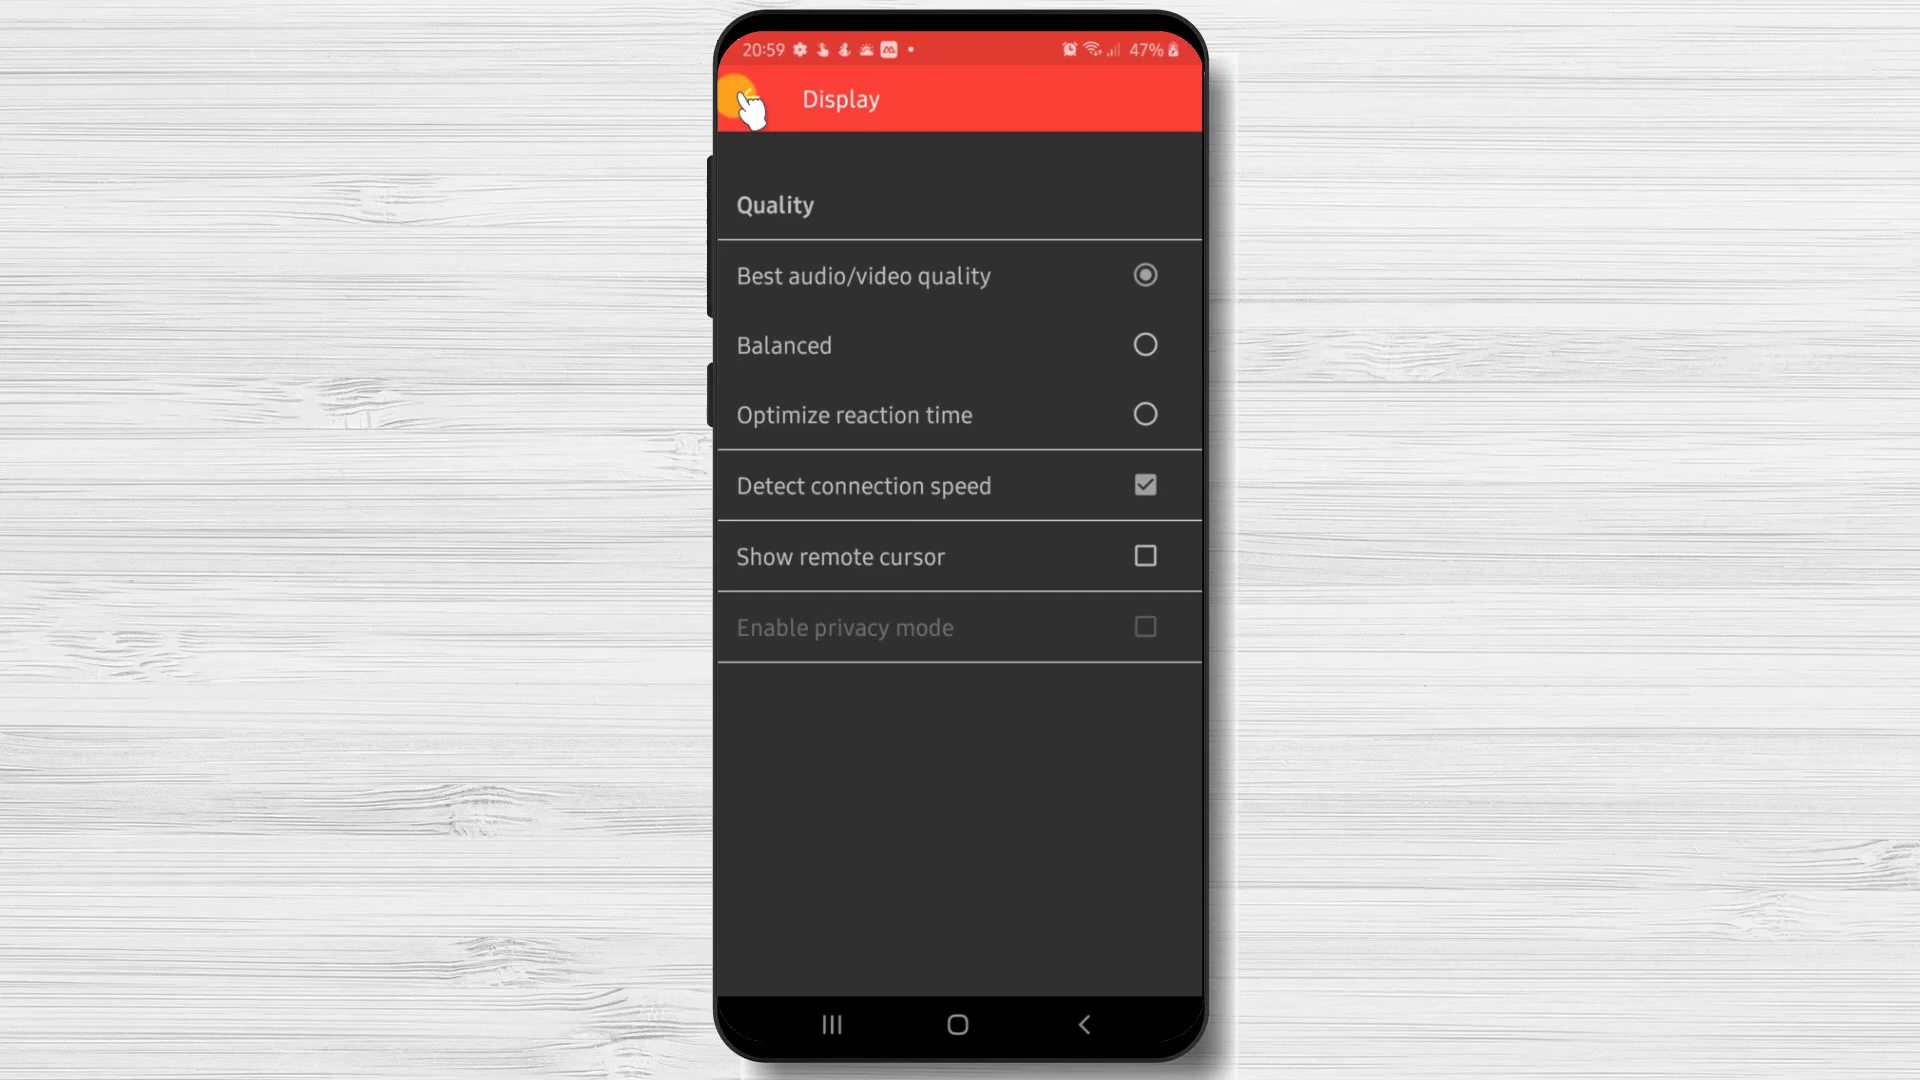 20:59 47%
Display
Quality
Best audio/video quality
Balanced
Optimize reaction time
Detect connection speed
Show remote cursor
Enable privacy mode